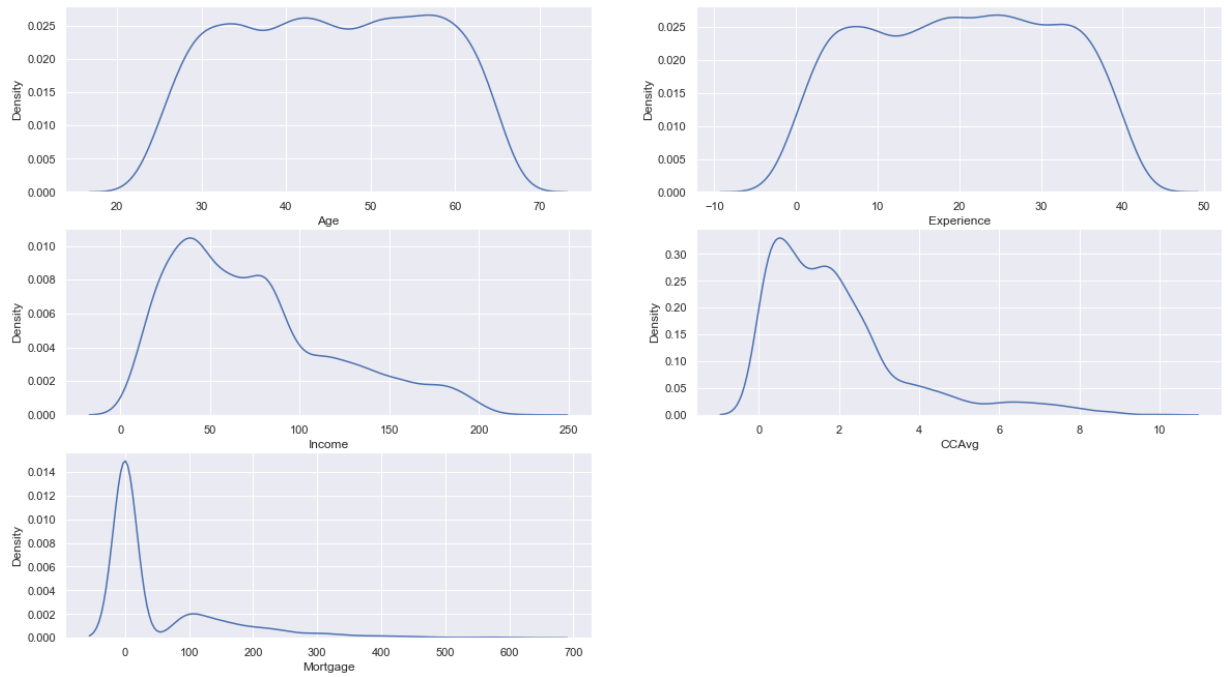 Density
0.025
0.020
0.015
0.010
0.005
0.000
20 30 40 50 60 70
Age
Density
0.025
0.020
0.015
0.010
0.005
0.000
−10 0 10 20 30 40 50
Experience
Density
0.010
0.008
0.006
0.004
0.002
0.000
0 50 100 150 200 250
Income
Density
0.30
0.25
0.20
0.15
0.10
0.05
0.00
0 2 4 6 8 10
CCAvg
Density
0.014
0.012
0.010
0.008
0.006
0.004
0.002
0.000
0 100 200 300 400 500 600 700
Mortgage